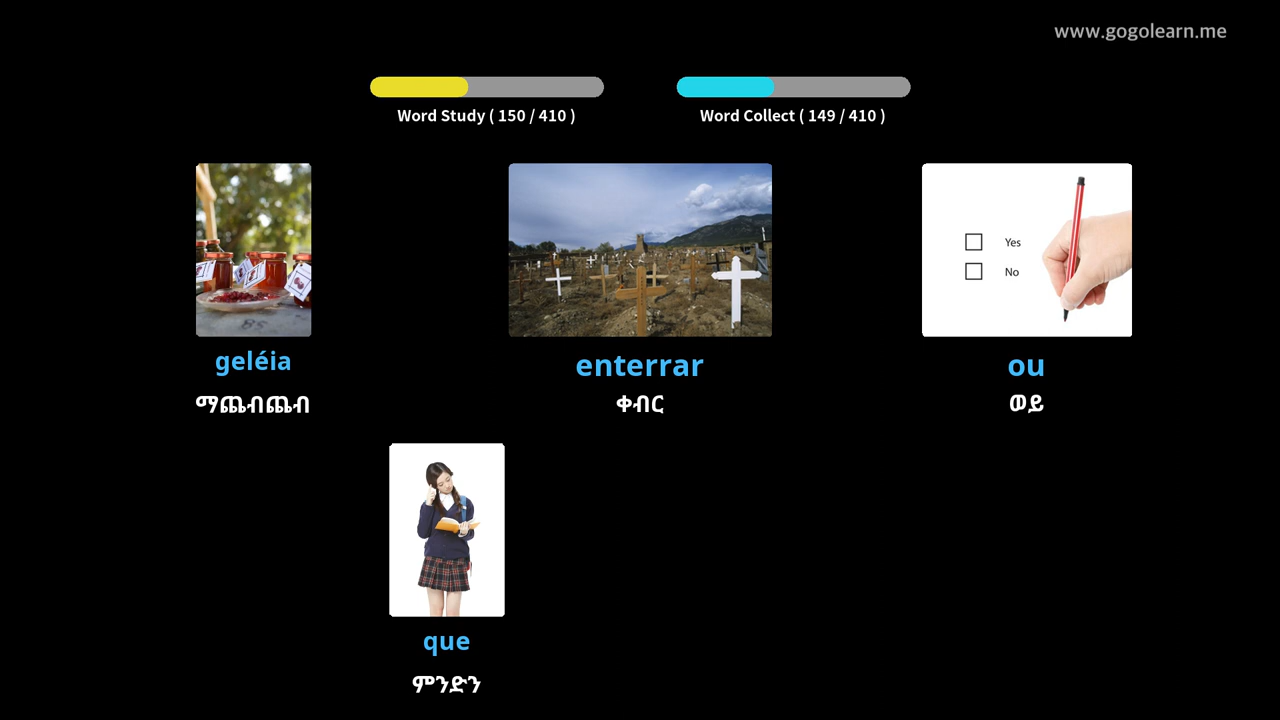 www.gogolearn.me
Word Study ( 150 / 410 )
Word Collect ( 149 / 410 )
Yes
No
geléia
enterrar
ou
ማጨብጨብ
ቀብር
ወይ
que
ምንድን